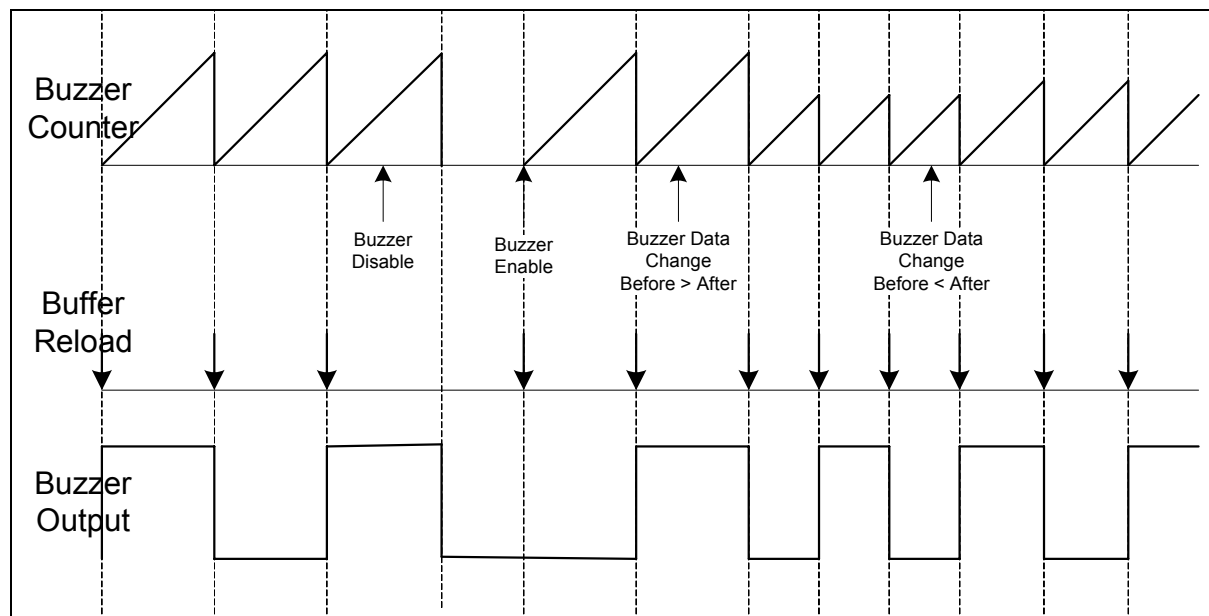 Buzzer
Counter
Buzzer
Disable
Buzzer
Enable
Buzzer Data
Change
Before > After
Buzzer Data
Change
Before < After
Buffer
Reload
Buzzer
Output